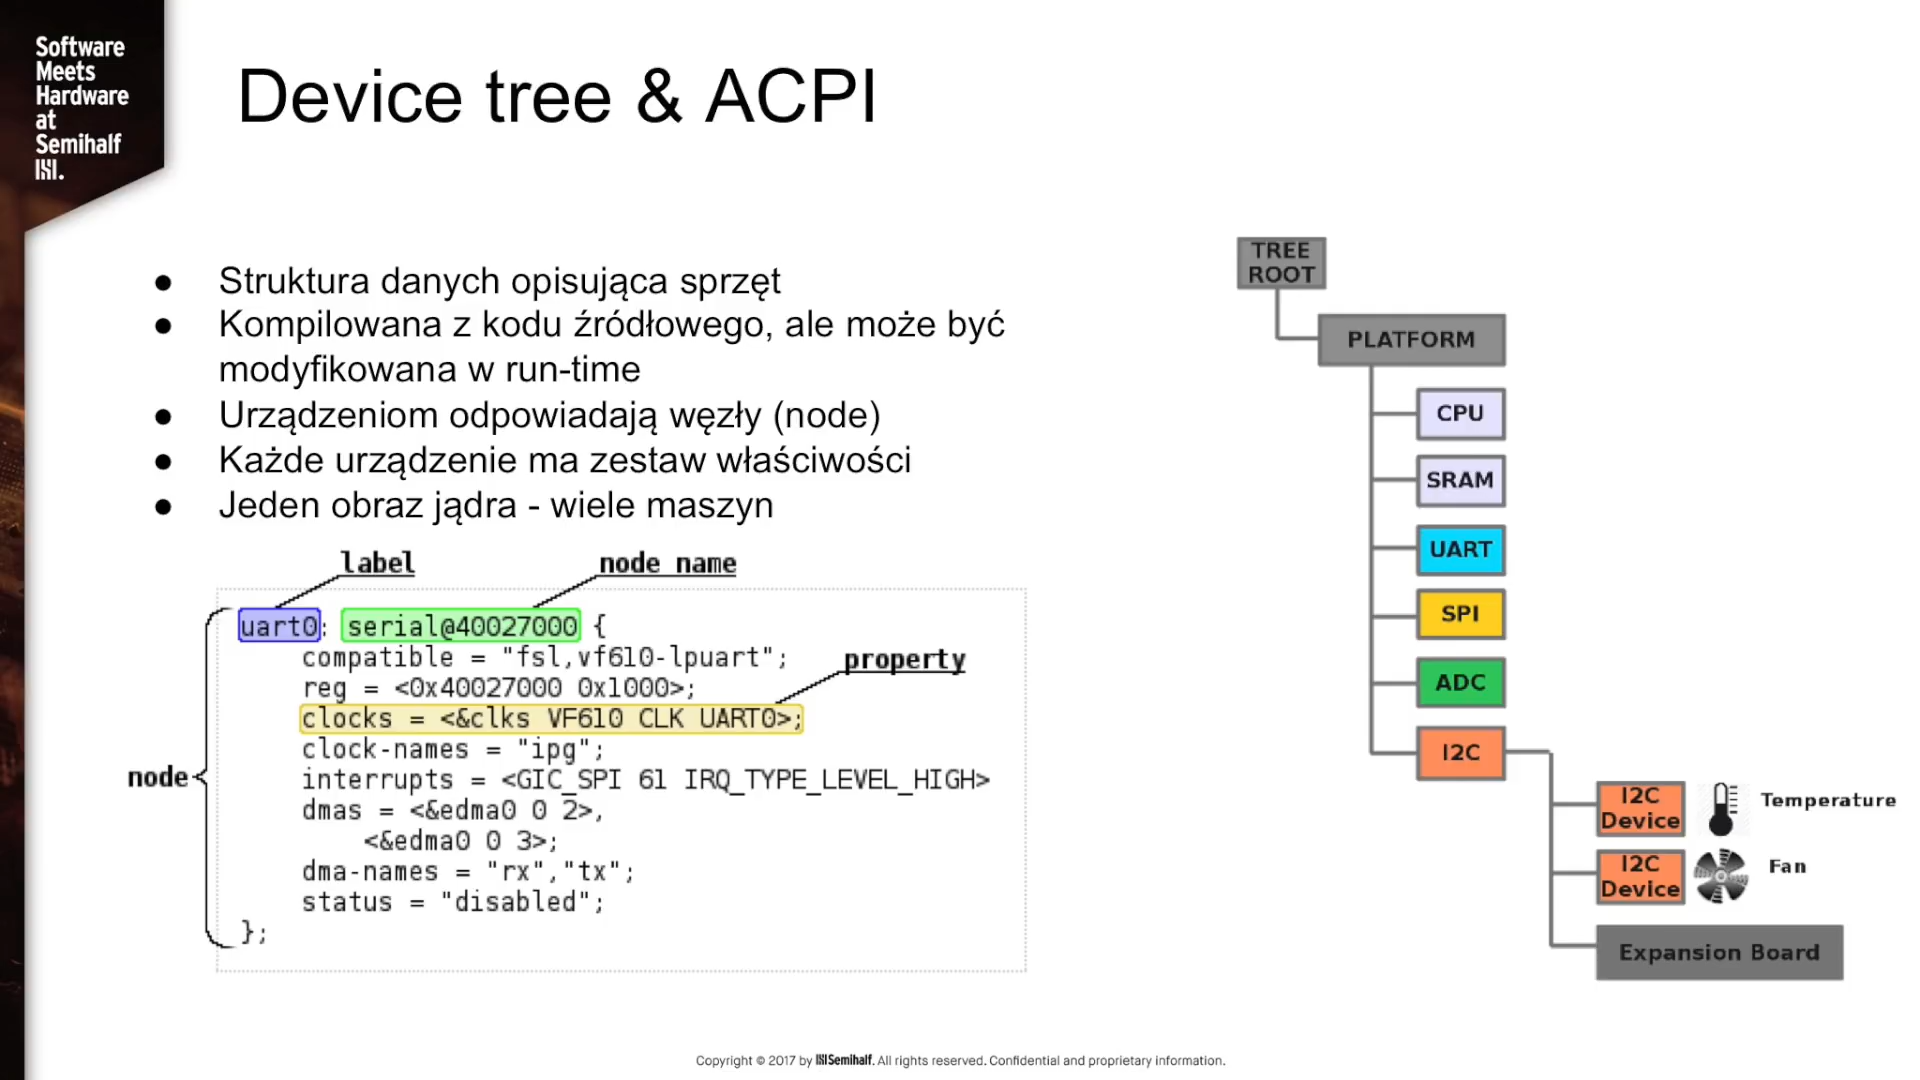 Software
Meets
Hardware
at
Semihalf
Device tree & ACPI
● Struktura danych opisująca sprzęt
● Kompilowana z kodu źródłowego, ale może być
modyfikowana w run-time
● Urządzeniom odpowiadają węzły (node)
● Każde urządzenie ma zestaw właściwości
● Jeden obraz jądra - wiele maszyn
label
node name
uart0: serial@40027000 {
compatible = "fsl,vf610-lpuart";
property
reg = <0x40027000 0x1000>;
clocks = <&clks VF610 CLK UART0>;
clock-names = "ipg";
node
interrupts = <GIC_SPI 61 IRQ_TYPE_LEVEL_HIGH>
dmas = <&edma0 0 2>,
<&edma0 0 3>;
dma-names = "rx","tx";
status = "disabled";
};
TREE
ROOT
PLATFORM
CPU
SRAM
UART
SPI
ADC
I2C
I2C
Device
Temperature
I2C
Device
Fan
Expansion Board
Copyright © 2017 by Semihalf. All rights reserved. Confidential and proprietary information.